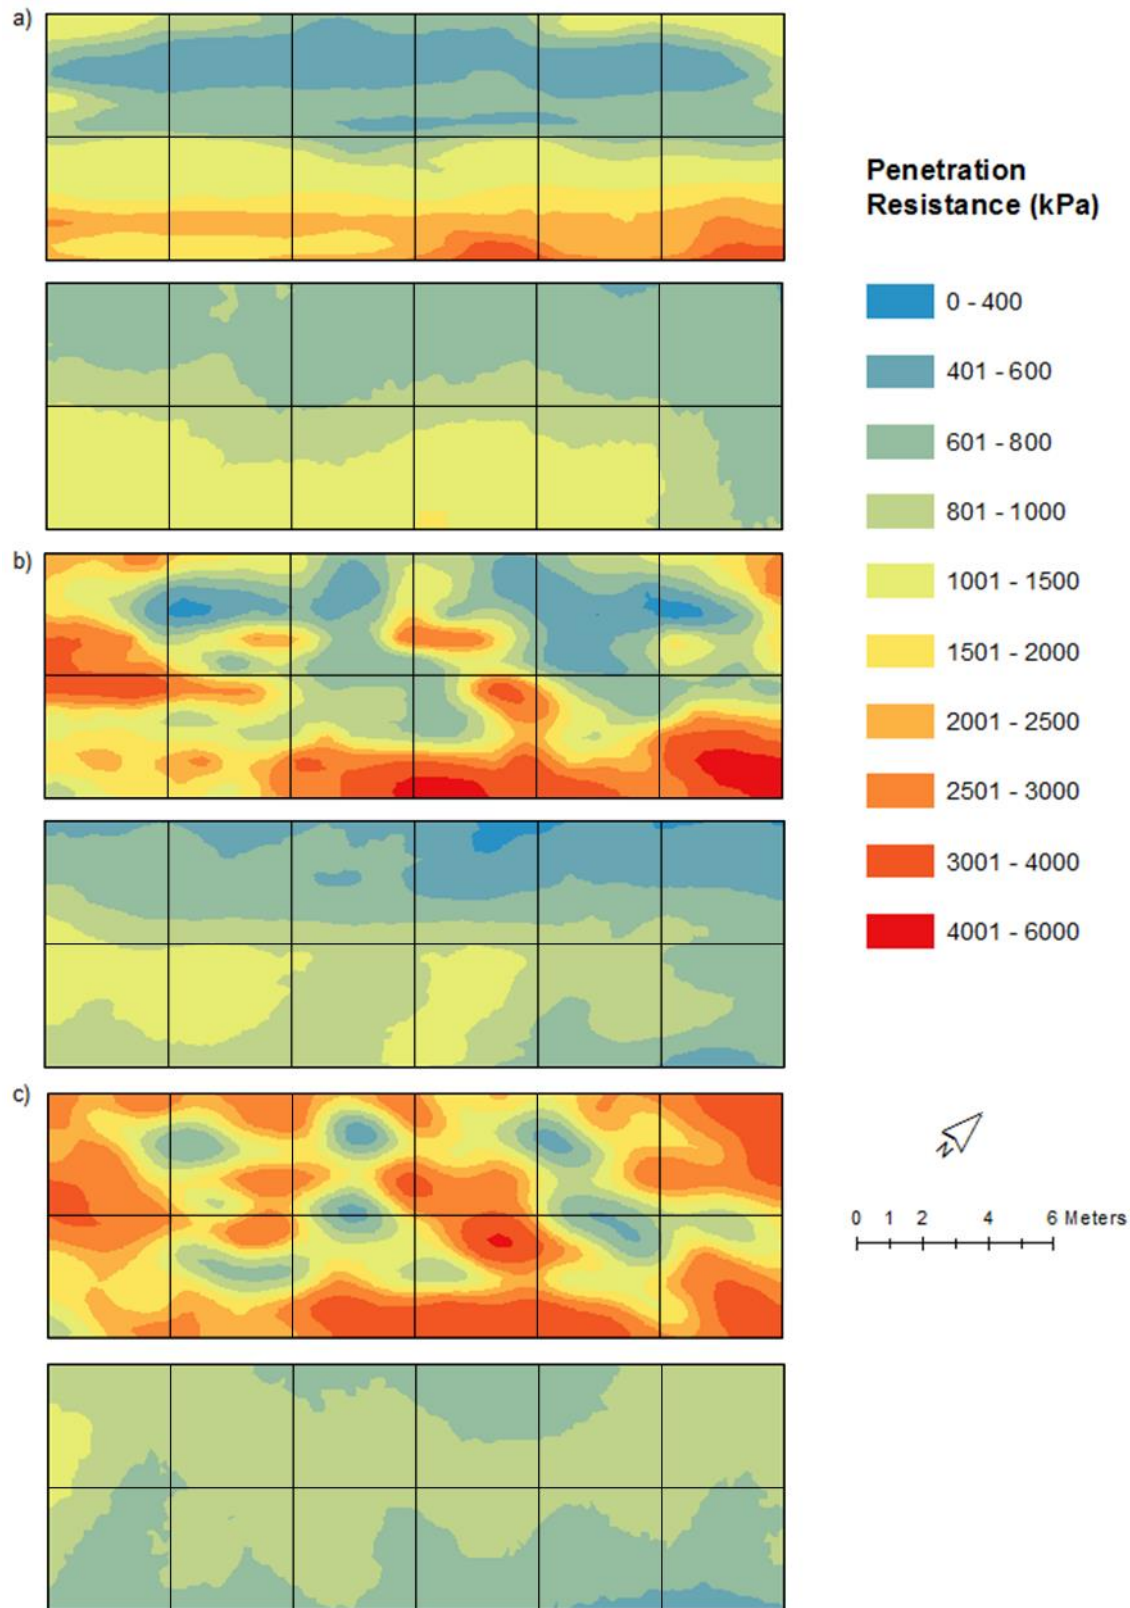 a)
Penetration
Resistance (kPa)
0 - 400
401 - 600
601 - 800
801 - 1000
1001 - 1500
1501 - 2000
2001 - 2500
2501 - 3000
3001 - 4000
4001 - 6000
b)
c)
N
0 1 2 4 6 Meters